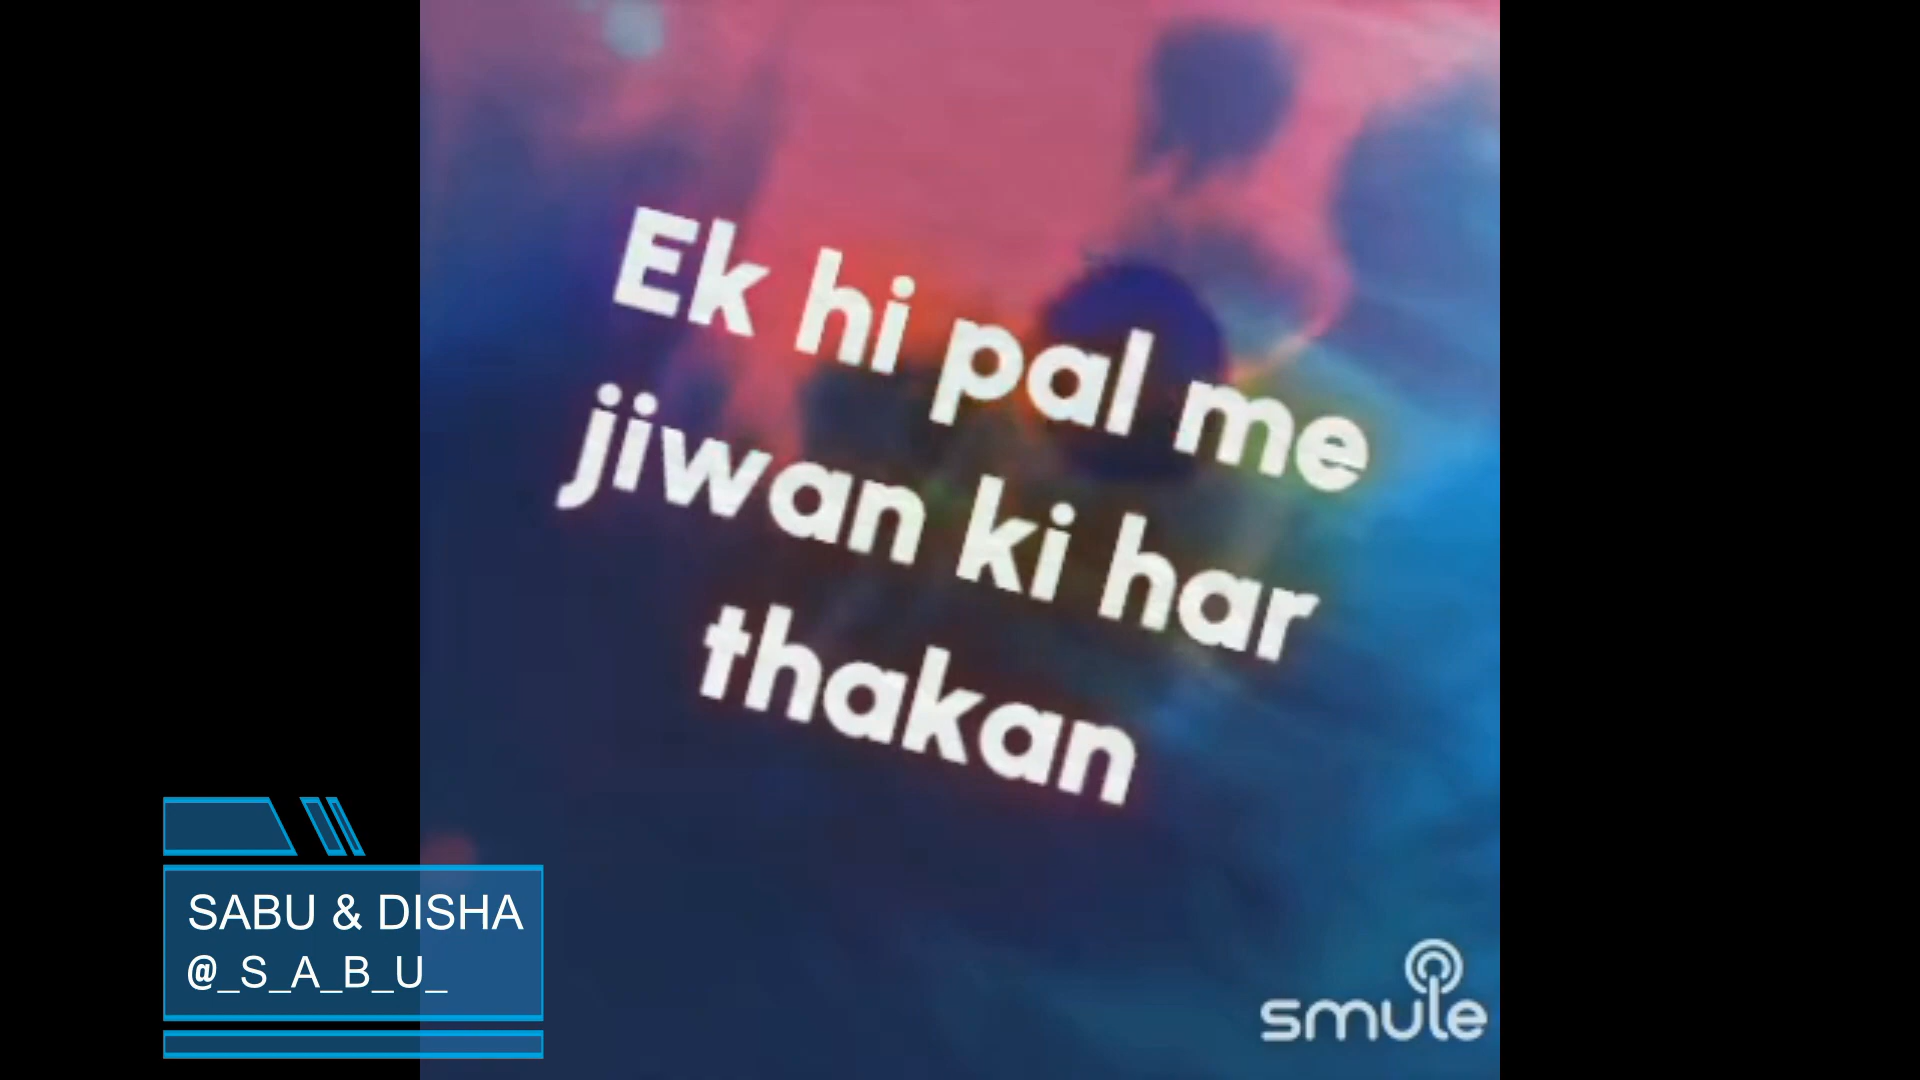 Ek hi pal me
jiwan ki har
thakan
SABU & DISHA
@_S_A_B_U_
smule